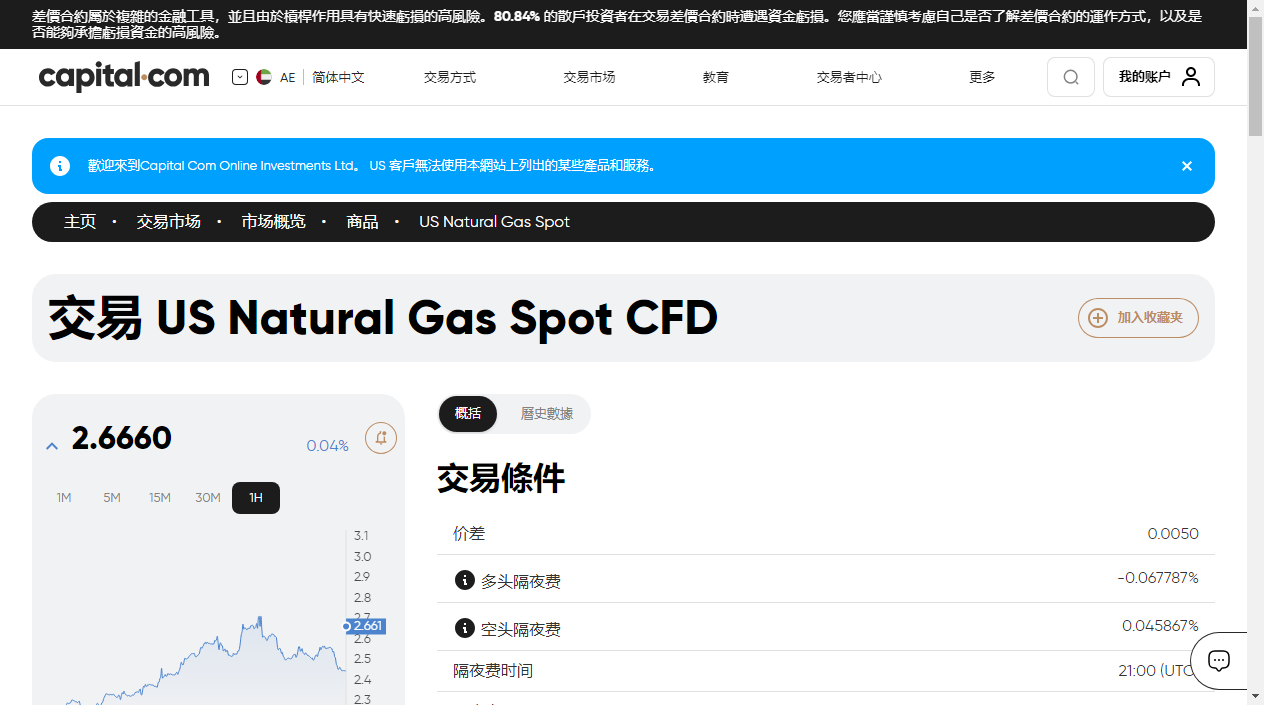 差價合約屬於複雜的金融工具，並且由於槓桿作用具有快速虧損的高風險。80.84% 的散戶投資者在交易差價合約時遭遇資金虧損。您應當謹慎考慮自己是否了解差價合約的運作方式，以及是
否能夠承擔虧損資金的高風險。
capital.com
AE 简体中文
交易方式
交易市场
教育
交易者中心
更多
我的账户
歡迎來到Capital Com Online Investments Ltd。 US 客戶無法使用本網站上列出的某些產品和服務。
主页 • 交易市场 • 市场概览 • 商品 • US Natural Gas Spot
交易 US Natural Gas Spot CFD
加入收藏夹
2.6660
0.04%
1M 5M 15M 30M 1H
3.1
3.0
2.9
2.8
2.7
2.661
2.6
2.5
2.4
2.3
概括
曆史數據
交易條件
价差 0.0050
多头隔夜费 -0.067787%
空头隔夜费 0.045867%
隔夜费时间 21:00 (UTC